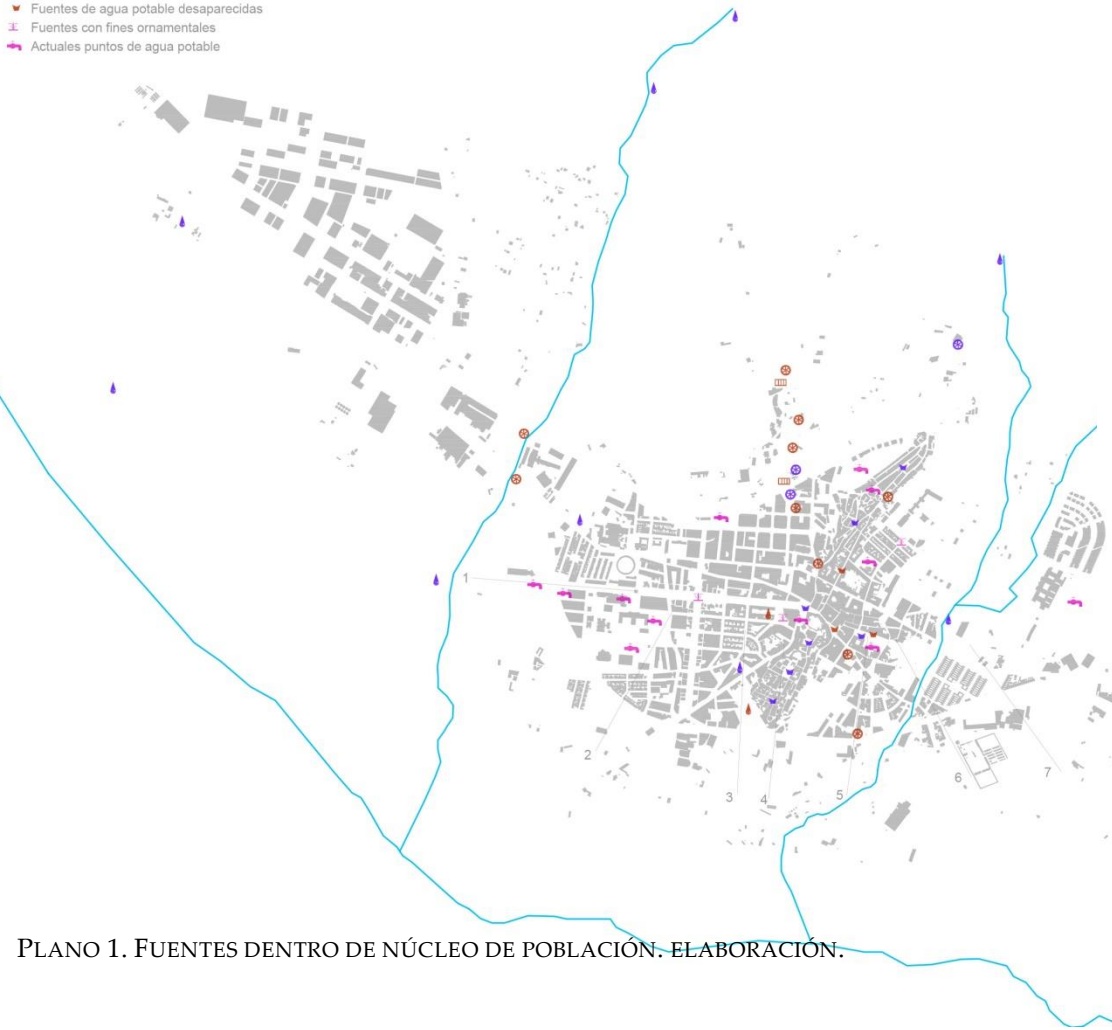 Fuentes de agua potable desaparecidas
Fuentes con fines ornamentales
Actuales puntos de agua potable
1
2
3
4
5
6
7
PLANO 1. FUENTES DENTRO DE NÚCLEO DE POBLACIÓN. ELABORACIÓN.